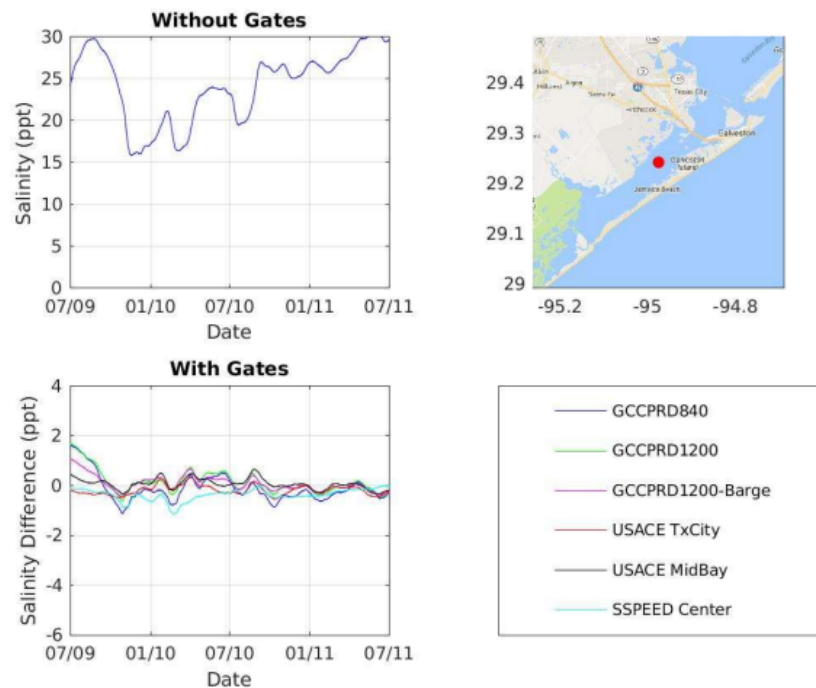 Without Gates
30
25
20
15
10
5
0
Salinity (ppt)
07/09 01/10 07/10 01/11 07/11
Date
29.4
29.3
29.2
29.1
29
-95.2 -95 -94.8
Texas City
Galveston
Jamaica Beach
With Gates
4
2
0
-2
-4
-6
Salinity Difference (ppt)
07/09 01/10 07/10 01/11 07/11
Date
GCCPRD840
GCCPRD1200
GCCPRD1200-Barge
USACE TxCity
USACE MidBay
SSPEED Center